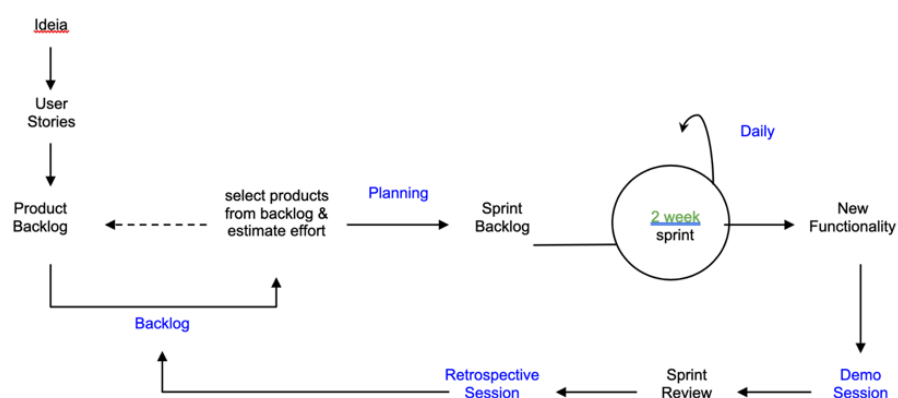 Ideia
User
Stories
Product
Backlog
select products
from backlog &
estimate effort
Planning
Sprint
Backlog
Daily
2 week
sprint
New
Functionality
Backlog
Retrospective
Session
Sprint
Review
Demo
Session